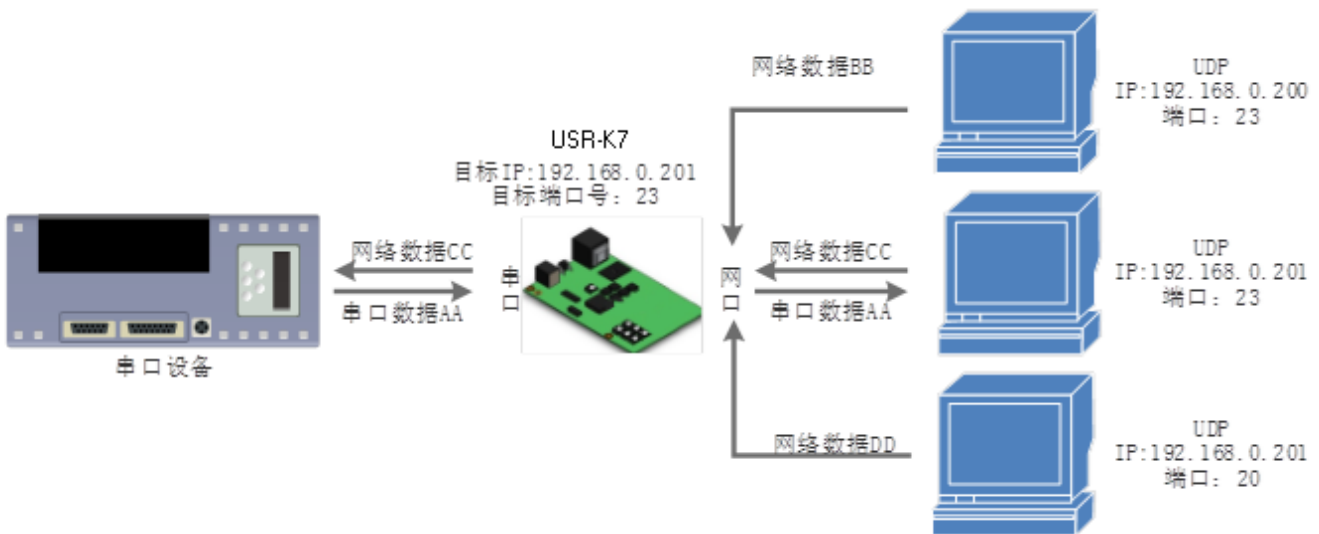 网络数据BB
UDP
IP:192.168.0.200
端口：23
USR-K7
目标IP:192.168.0.201
目标端口号：23
网络数据CC
串口数据AA
串口
网口
网络数据CC
串口数据AA
UDP
IP:192.168.0.201
端口：23
串口设备
网络数据DD
UDP
IP:192.168.0.201
端口：20